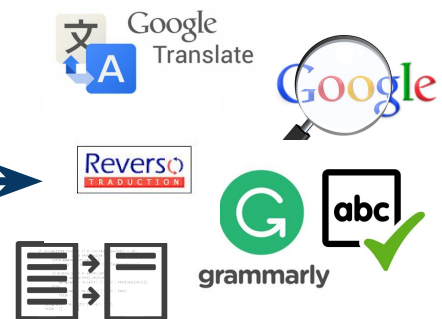 文
A
Google
Translate
Google
Reverso
TRADUCTION
G
grammarly
abc